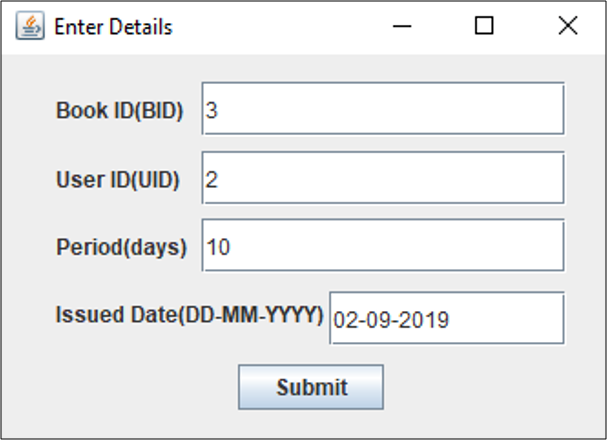 Enter Details
Book ID(BID) 3
User ID(UID) 2
Period(days) 10
Issued Date(DD-MM-YYYY) 02-09-2019
Submit